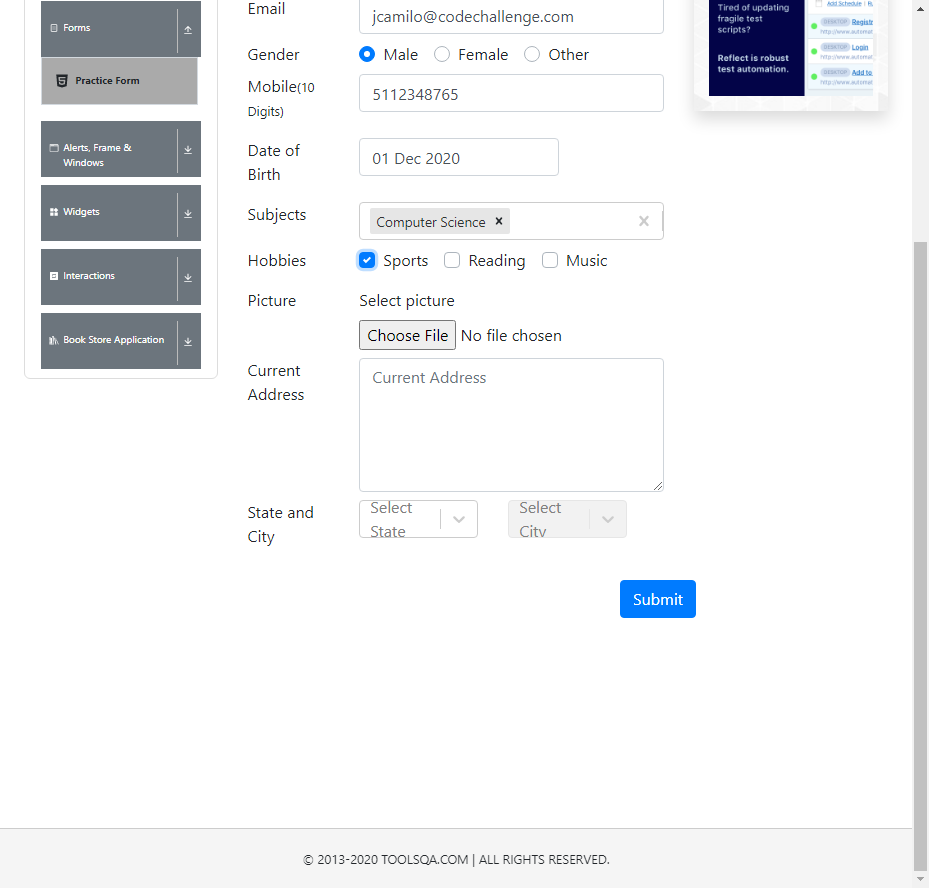 Forms
Practice Form
Alerts, Frame &
Windows
Widgets
Interactions
Book Store Application
Email
jcamilo@codechallenge.com
Gender
Male Female Other
Mobile(10
Digits)
5112348765
Date of
Birth
01 Dec 2020
Subjects
Computer Science ×
×
Hobbies
Sports Reading Music
Picture
Select picture
Choose File No file chosen
Current
Address
Current Address
State and
City
Select
State
Select
City
Submit
Tired of updating
fragile test
scripts?
Reflect is robust
test automation.
Add Schedule
DESKTOP Registr
http://www.automat
DESKTOP Login
http://www.automat
DESKTOP Add to
http://www.automat
© 2013-2020 TOOLSQA.COM | ALL RIGHTS RESERVED.